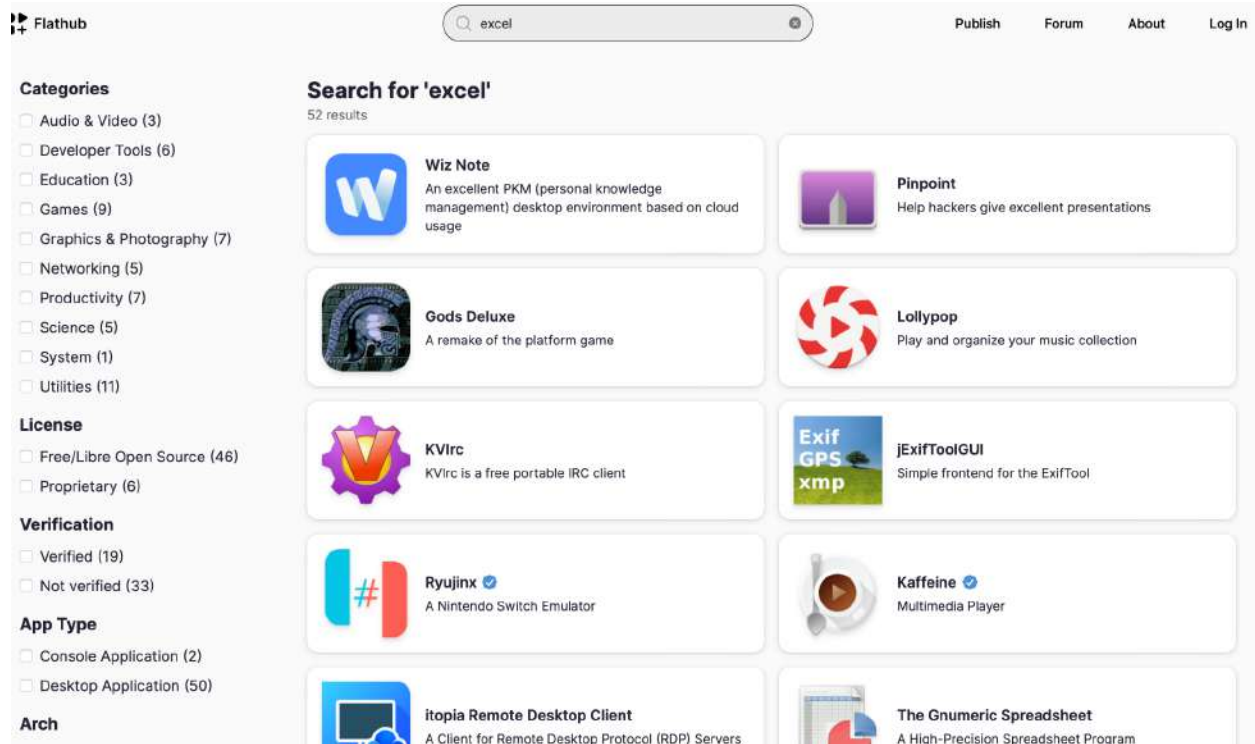 Flathub
excel
Publish
Forum
About
Log In
Categories
Audio & Video (3)
Developer Tools (6)
Education (3)
Games (9)
Graphics & Photography (7)
Networking (5)
Productivity (7)
Science (5)
System (1)
Utilities (11)
License
Free/Libre Open Source (46)
Proprietary (6)
Verification
Verified (19)
Not verified (33)
App Type
Console Application (2)
Desktop Application (50)
Arch
Search for 'excel'
52 results
Wiz Note
An excellent PKM (personal knowledge
management) desktop environment based on cloud
usage
Pinpoint
Help hackers give excellent presentations
Gods Deluxe
A remake of the platform game
Lollypop
Play and organize your music collection
KVIrc
KVIrc is a free portable IRC client
Exif
GPS
xmp
jExifToolGUI
Simple frontend for the ExifTool
#
Ryujinx
A Nintendo Switch Emulator
Kaffeine
Multimedia Player
itopia Remote Desktop Client
A Client for Remote Desktop Protocol (RDP) Servers
The Gnumeric Spreadsheet
A High-Precision Spreadsheet Program